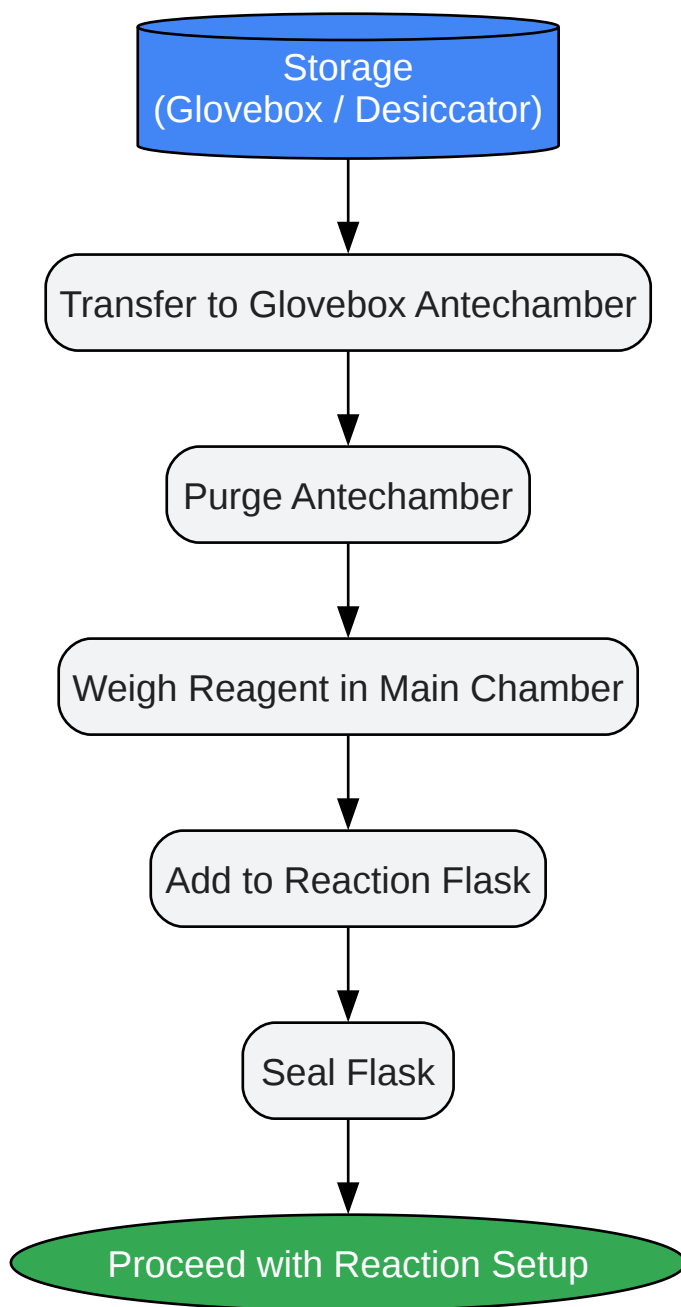 Storage
(Glovebox / Desiccator)
Transfer to Glovebox Antechamber
Purge Antechamber
Weigh Reagent in Main Chamber
Add to Reaction Flask
Seal Flask
Proceed with Reaction Setup